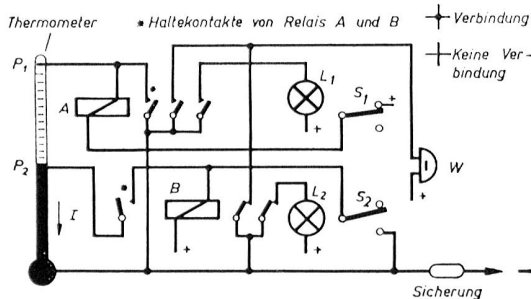 Thermometer
* Haltekontakte von Relais A und B
Verbindung
Keine Ver-
bindung
P1
A
L1
S1
+
+
P2
*
*
B
I
L2
S2
W
+
+
+
Sicherung
-